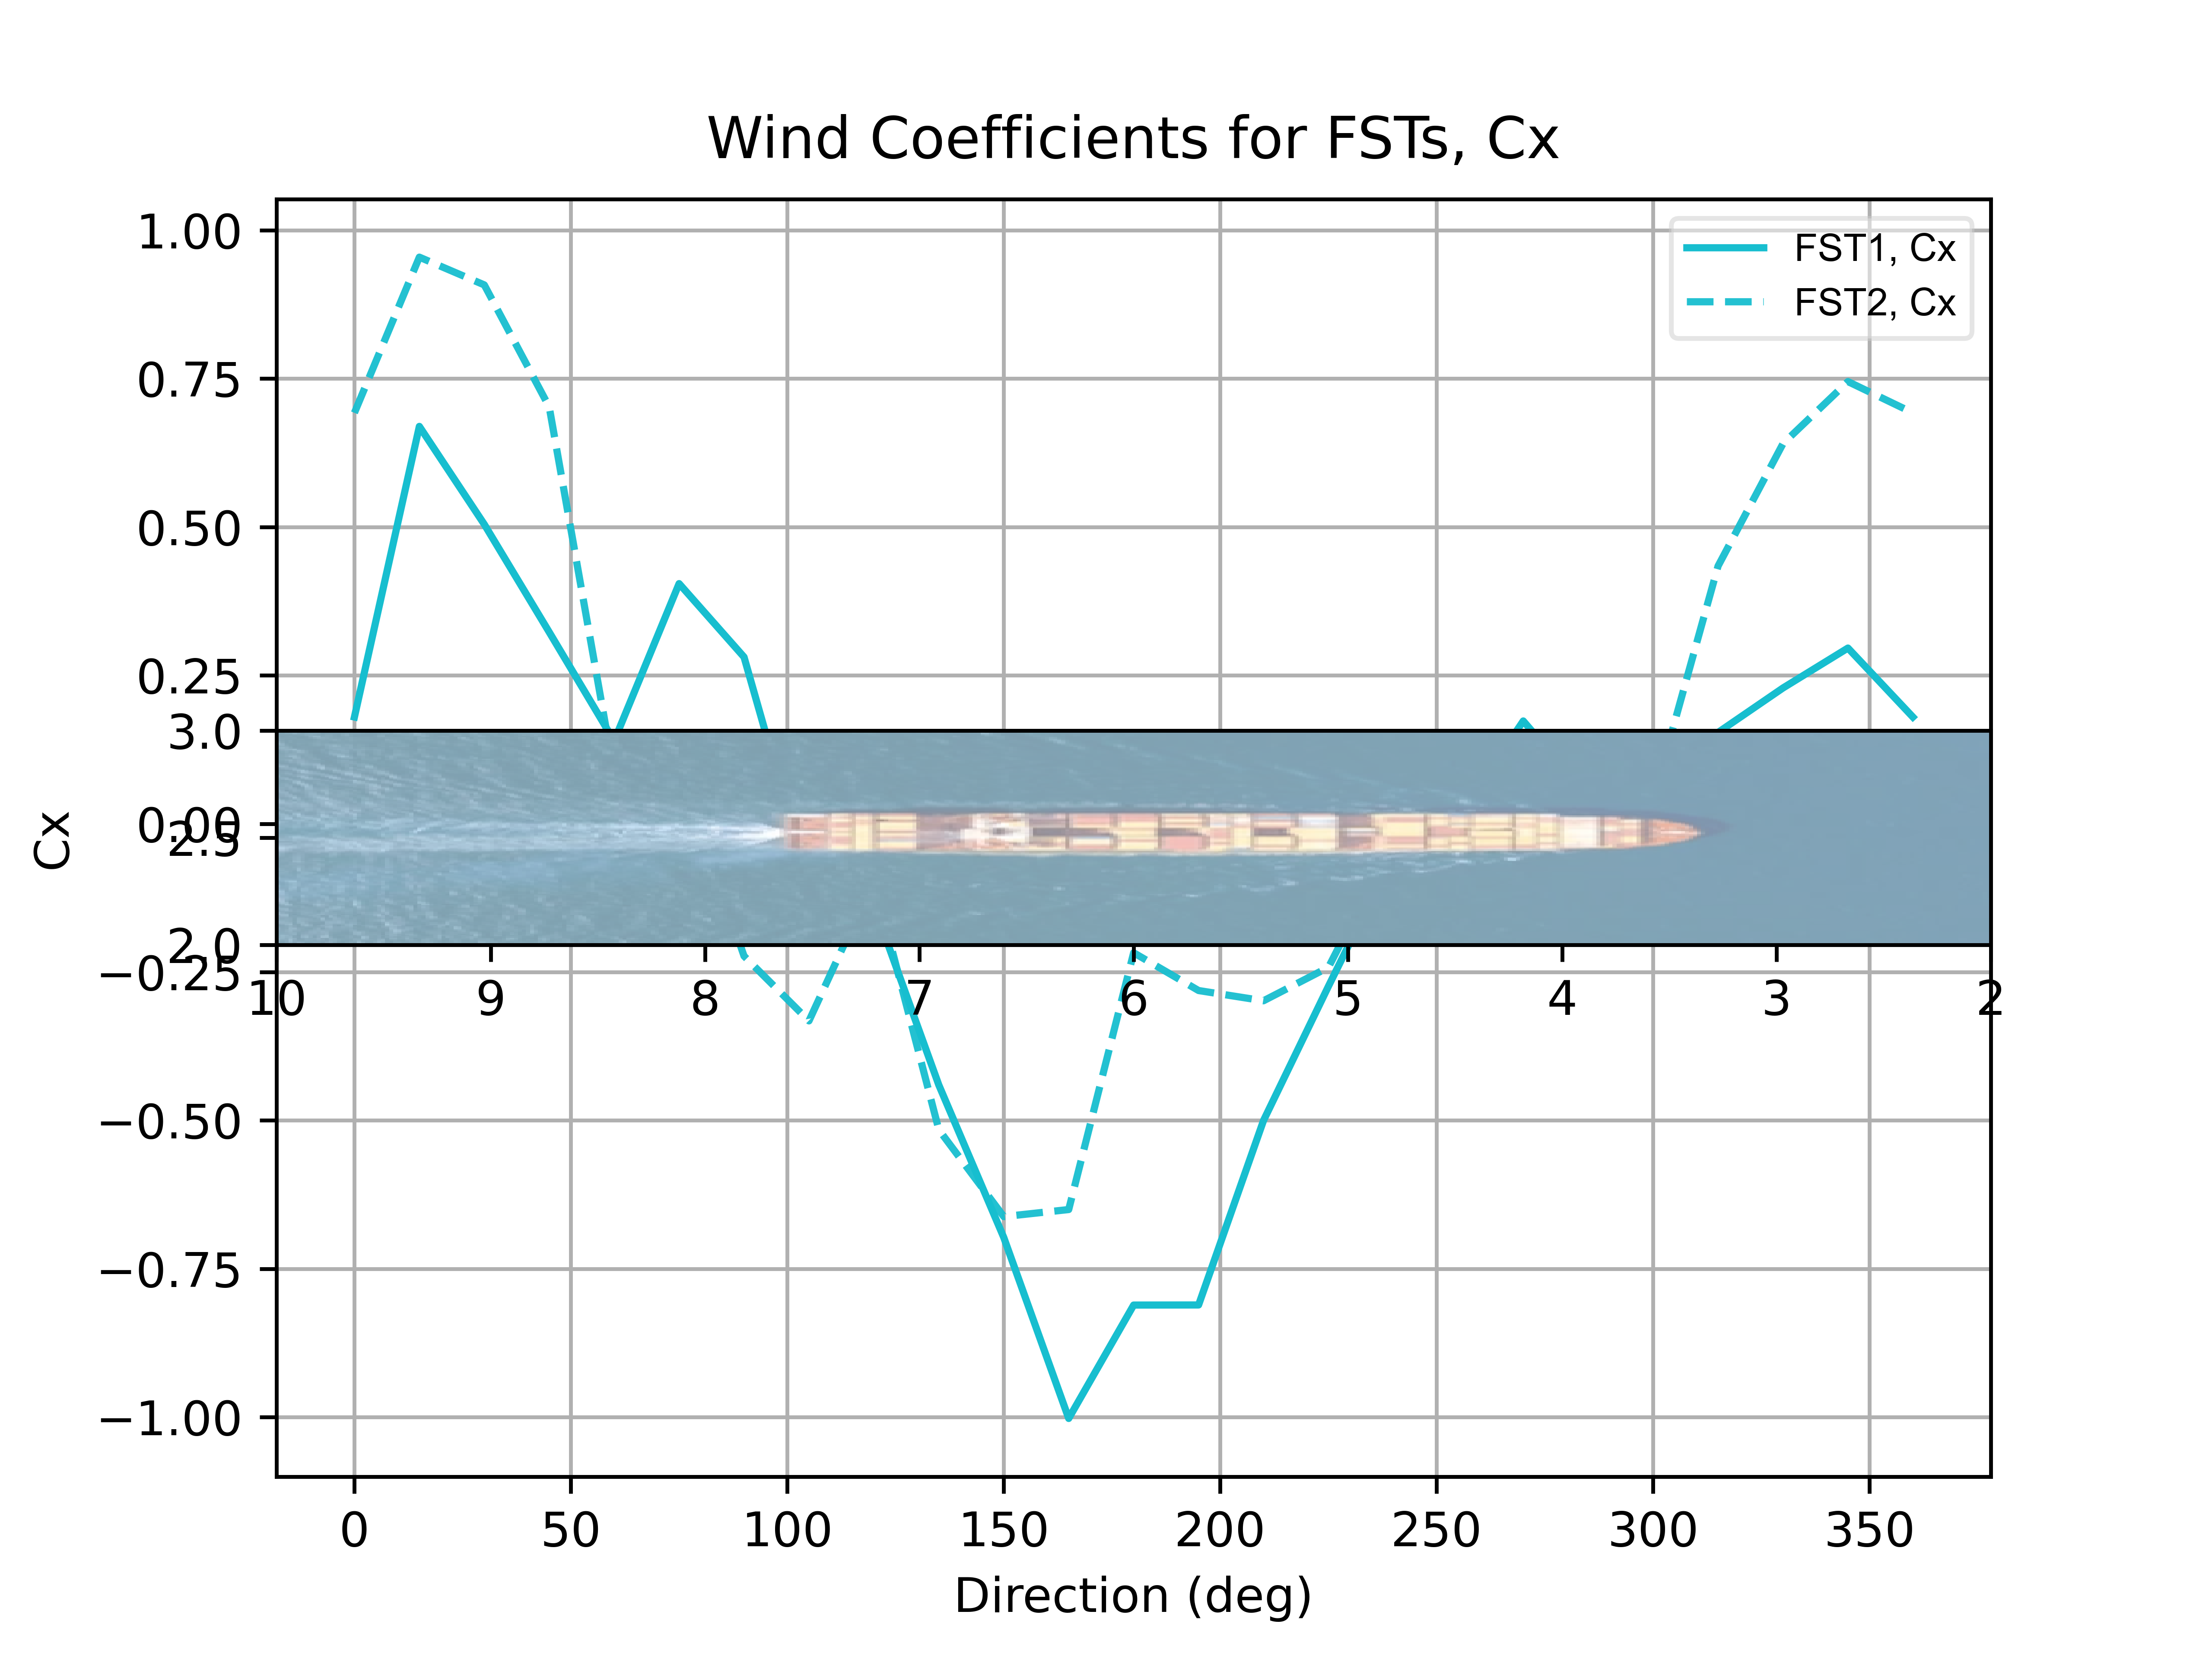 Wind Coefficients for FSTs, Cx
1.00
FST1, Cx
FST2, Cx
0.75
0.50
0.25
3.0
0.00
2.5
Cx
2.0
−0.25
10 9 8 7 6 5 4 3 2
−0.50
−0.75
−1.00
0 50 100 150 200 250 300 350
Direction (deg)